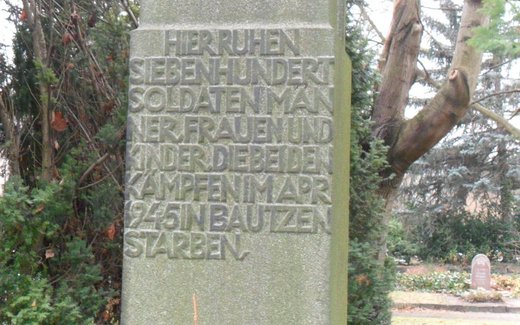 HIER RUHEN
SIEBENHUNDERT
SOLDATEN, MÄN
NER, FRAUEN UND
KINDER, DIE BEI DEN
KÄMPFEN IM APR.
1945 IN BAUTZEN
STARBEN.